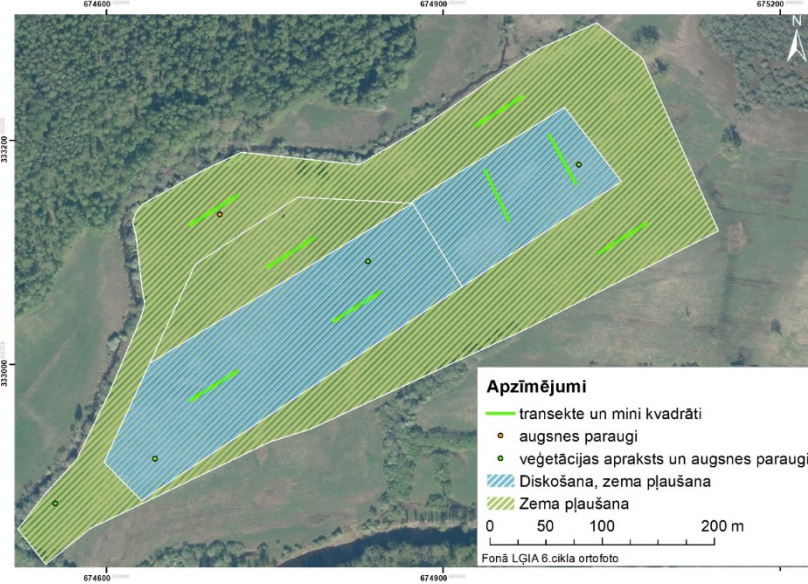 674600
674900
675200
N
333200
333000
Apzīmējumi
transekte un mini kvadrāti
augsnes paraugi
veģetācijas apraksts un augsnes paraugi
Diskošana, zema pļaušana
Zema pļaušana
0 50 100 200 m
Fonā LĢIA 6.cikla ortofoto
674600
674900